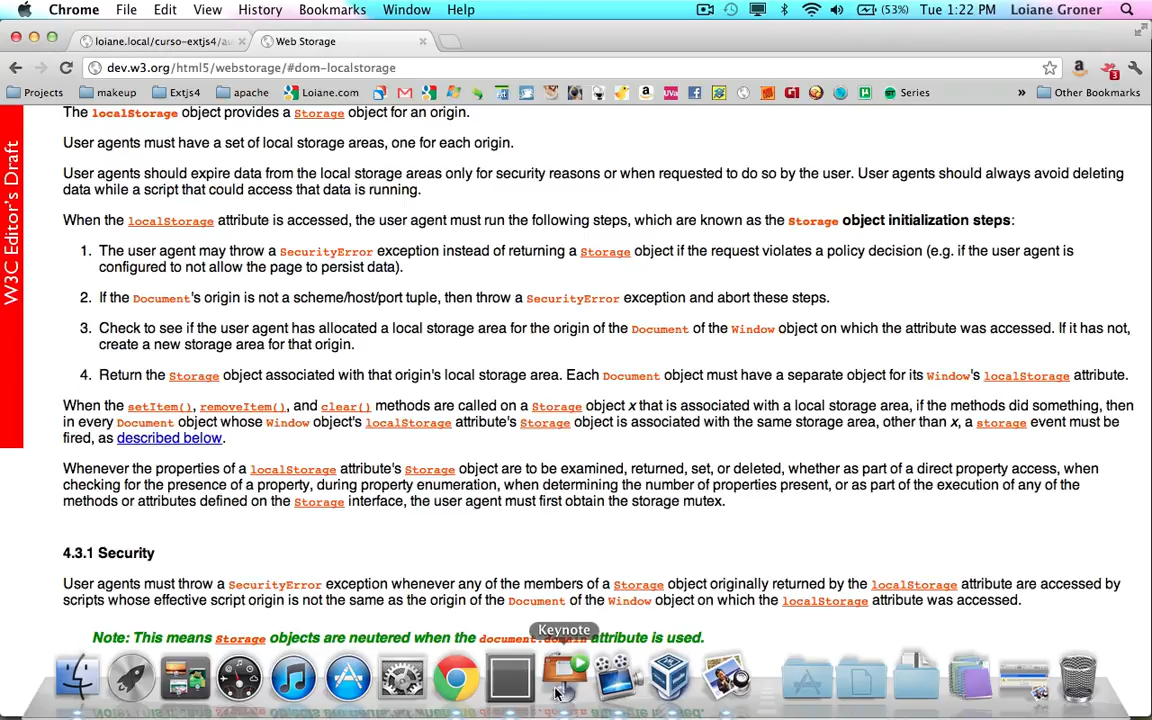 Chrome File Edit View History Bookmarks Window Help (53%) Tue 1:22 PM Loiane Groner
loiane.local/curso-extjs4/au Web Storage
dev.w3.org/html5/webstorage/#dom-localstorage
Projects makeup Extjs4 apache Loiane.com Series » Other Bookmarks
W3C Editor's Draft
The localStorage object provides a Storage object for an origin.
User agents must have a set of local storage areas, one for each origin.
User agents should expire data from the local storage areas only for security reasons or when requested to do so by the user. User agents should always avoid deleting
data while a script that could access that data is running.
When the localStorage attribute is accessed, the user agent must run the following steps, which are known as the Storage object initialization steps:
1. The user agent may throw a SecurityError exception instead of returning a Storage object if the request violates a policy decision (e.g. if the user agent is
configured to not allow the page to persist data).
2. If the Document's origin is not a scheme/host/port tuple, then throw a SecurityError exception and abort these steps.
3. Check to see if the user agent has allocated a local storage area for the origin of the Document of the Window object on which the attribute was accessed. If it has not,
create a new storage area for that origin.
4. Return the Storage object associated with that origin's local storage area. Each Document object must have a separate object for its Window's localStorage attribute.
When the setItem(), removeItem(), and clear() methods are called on a Storage object x that is associated with a local storage area, if the methods did something, then
in every Document object whose Window object's localStorage attribute's Storage object is associated with the same storage area, other than x, a storage event must be
fired, as described below.
Whenever the properties of a localStorage attribute's Storage object are to be examined, returned, set, or deleted, whether as part of a direct property access, when
checking for the presence of a property, during property enumeration, when determining the number of properties present, or as part of the execution of any of the
methods or attributes defined on the Storage interface, the user agent must first obtain the storage mutex.
4.3.1 Security
User agents must throw a SecurityError exception whenever any of the members of a Storage object originally returned by the localStorage attribute are accessed by
scripts whose effective script origin is not the same as the origin of the Document of the Window object on which the localStorage attribute was accessed.
Keynote
Note: This means Storage objects are neutered when the document.domain attribute is used.